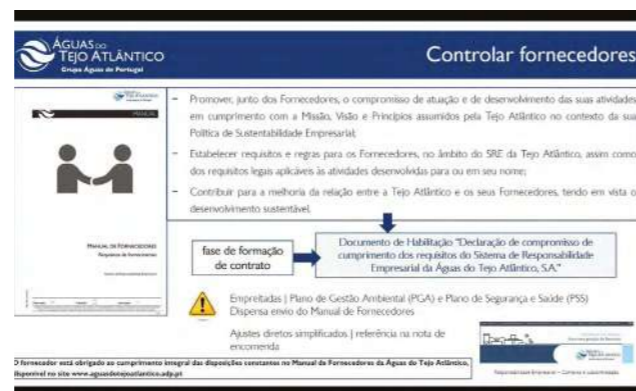 ÁGUAS DO
TEJO ATLÂNTICO
Grupo Águas de Portugal
Controlar fornecedores
MANUAL
MANUAL DE FORNECEDORES
Requisitos de Fornecimento
– Promover, junto dos Fornecedores, o compromisso de atuação e de desenvolvimento das suas atividades
em cumprimento com a Missão, Visão e Princípios assumidos pela Tejo Atlântico no contexto da sua
Política de Sustentabilidade Empresarial;
– Estabelecer requisitos e regras para os Fornecedores, no âmbito do SRE da Tejo Atlântico, assim como
dos requisitos legais aplicáveis às atividades desenvolvidas para ou em seu nome;
– Contribuir para a melhoria da relação entre a Tejo Atlântico e os seus Fornecedores, tendo em vista o
desenvolvimento sustentável.
fase de formação
de contrato
Documento de Habilitação "Declaração de compromisso de
cumprimento dos requisitos do Sistema de Responsabilidade
Empresarial da Águas do Tejo Atlântico, S.A."
Empreitadas | Plano de Gestão Ambiental (PGA) e Plano de Segurança e Saúde (PSS)
Dispensa envio do Manual de Fornecedores
Ajustes diretos simplificados | referência na nota de
encomenda
O fornecedor está obrigado ao cumprimento integral das disposições constantes no Manual de Fornecedores da Águas do Tejo Atlântico,
disponível no site www.aguasdotejoatlantico.adp.pt